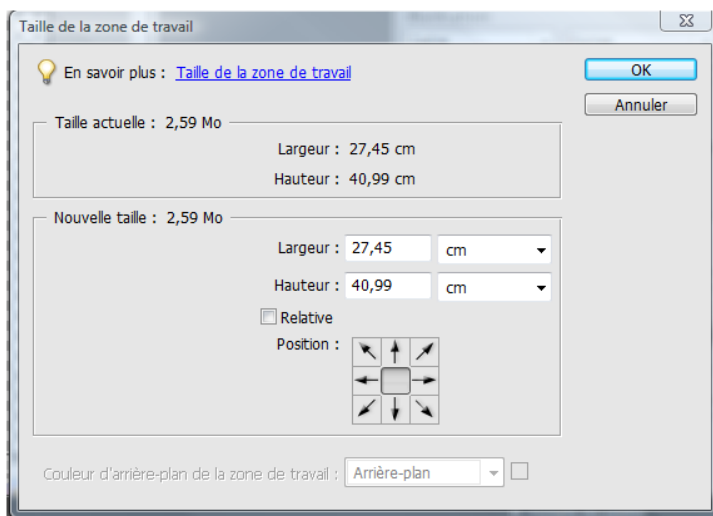 Taille de la zone de travail
En savoir plus : Taille de la zone de travail
OK
Annuler
Taille actuelle : 2,59 Mo
Largeur : 27,45 cm
Hauteur : 40,99 cm
Nouvelle taille : 2,59 Mo
Largeur : 27,45 cm
Hauteur : 40,99 cm
Relative
Position :
Couleur d'arrière-plan de la zone de travail : Arrière-plan